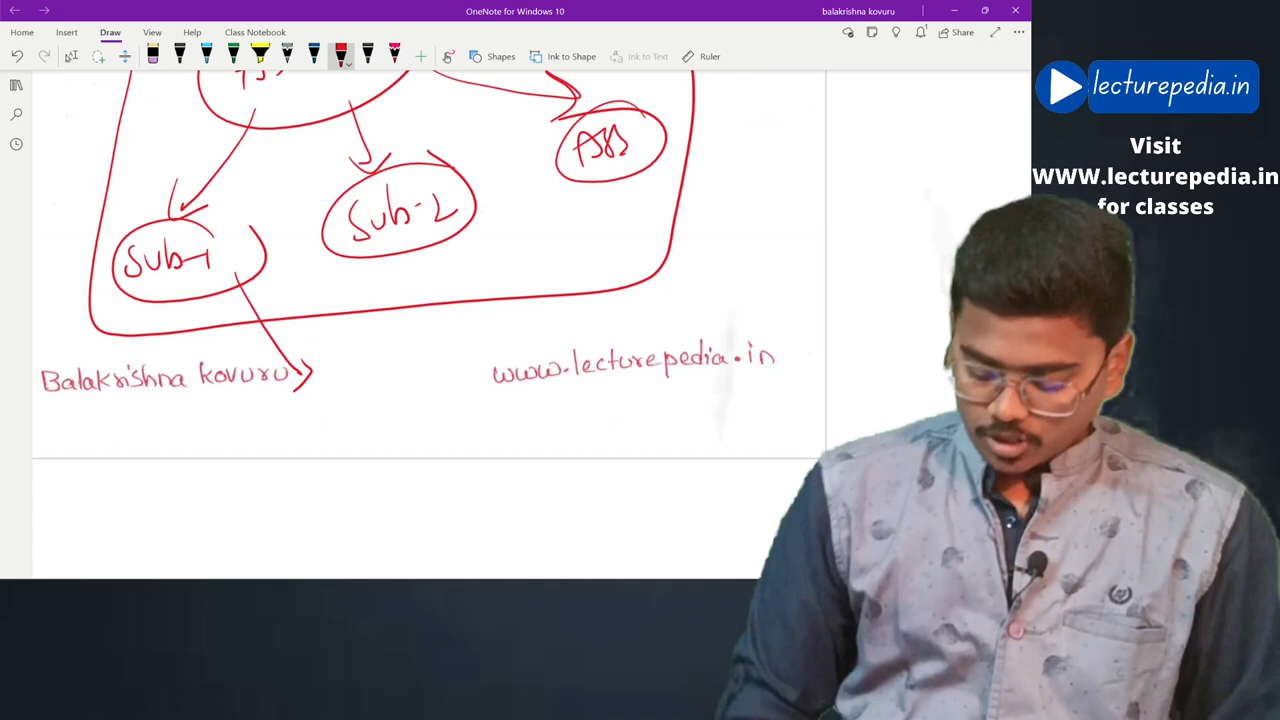 OneNote for Windows 10
balakrishna kovuru
Home Insert Draw View Help Class Notebook
Share
Shapes Ink to Shape Ink to Text Ruler
lecturepedia.in
Visit
WWW.lecturepedia.in
for classes
Sub-2
Sub-1
Balakrishna kovuru
www.lecturepedia.in